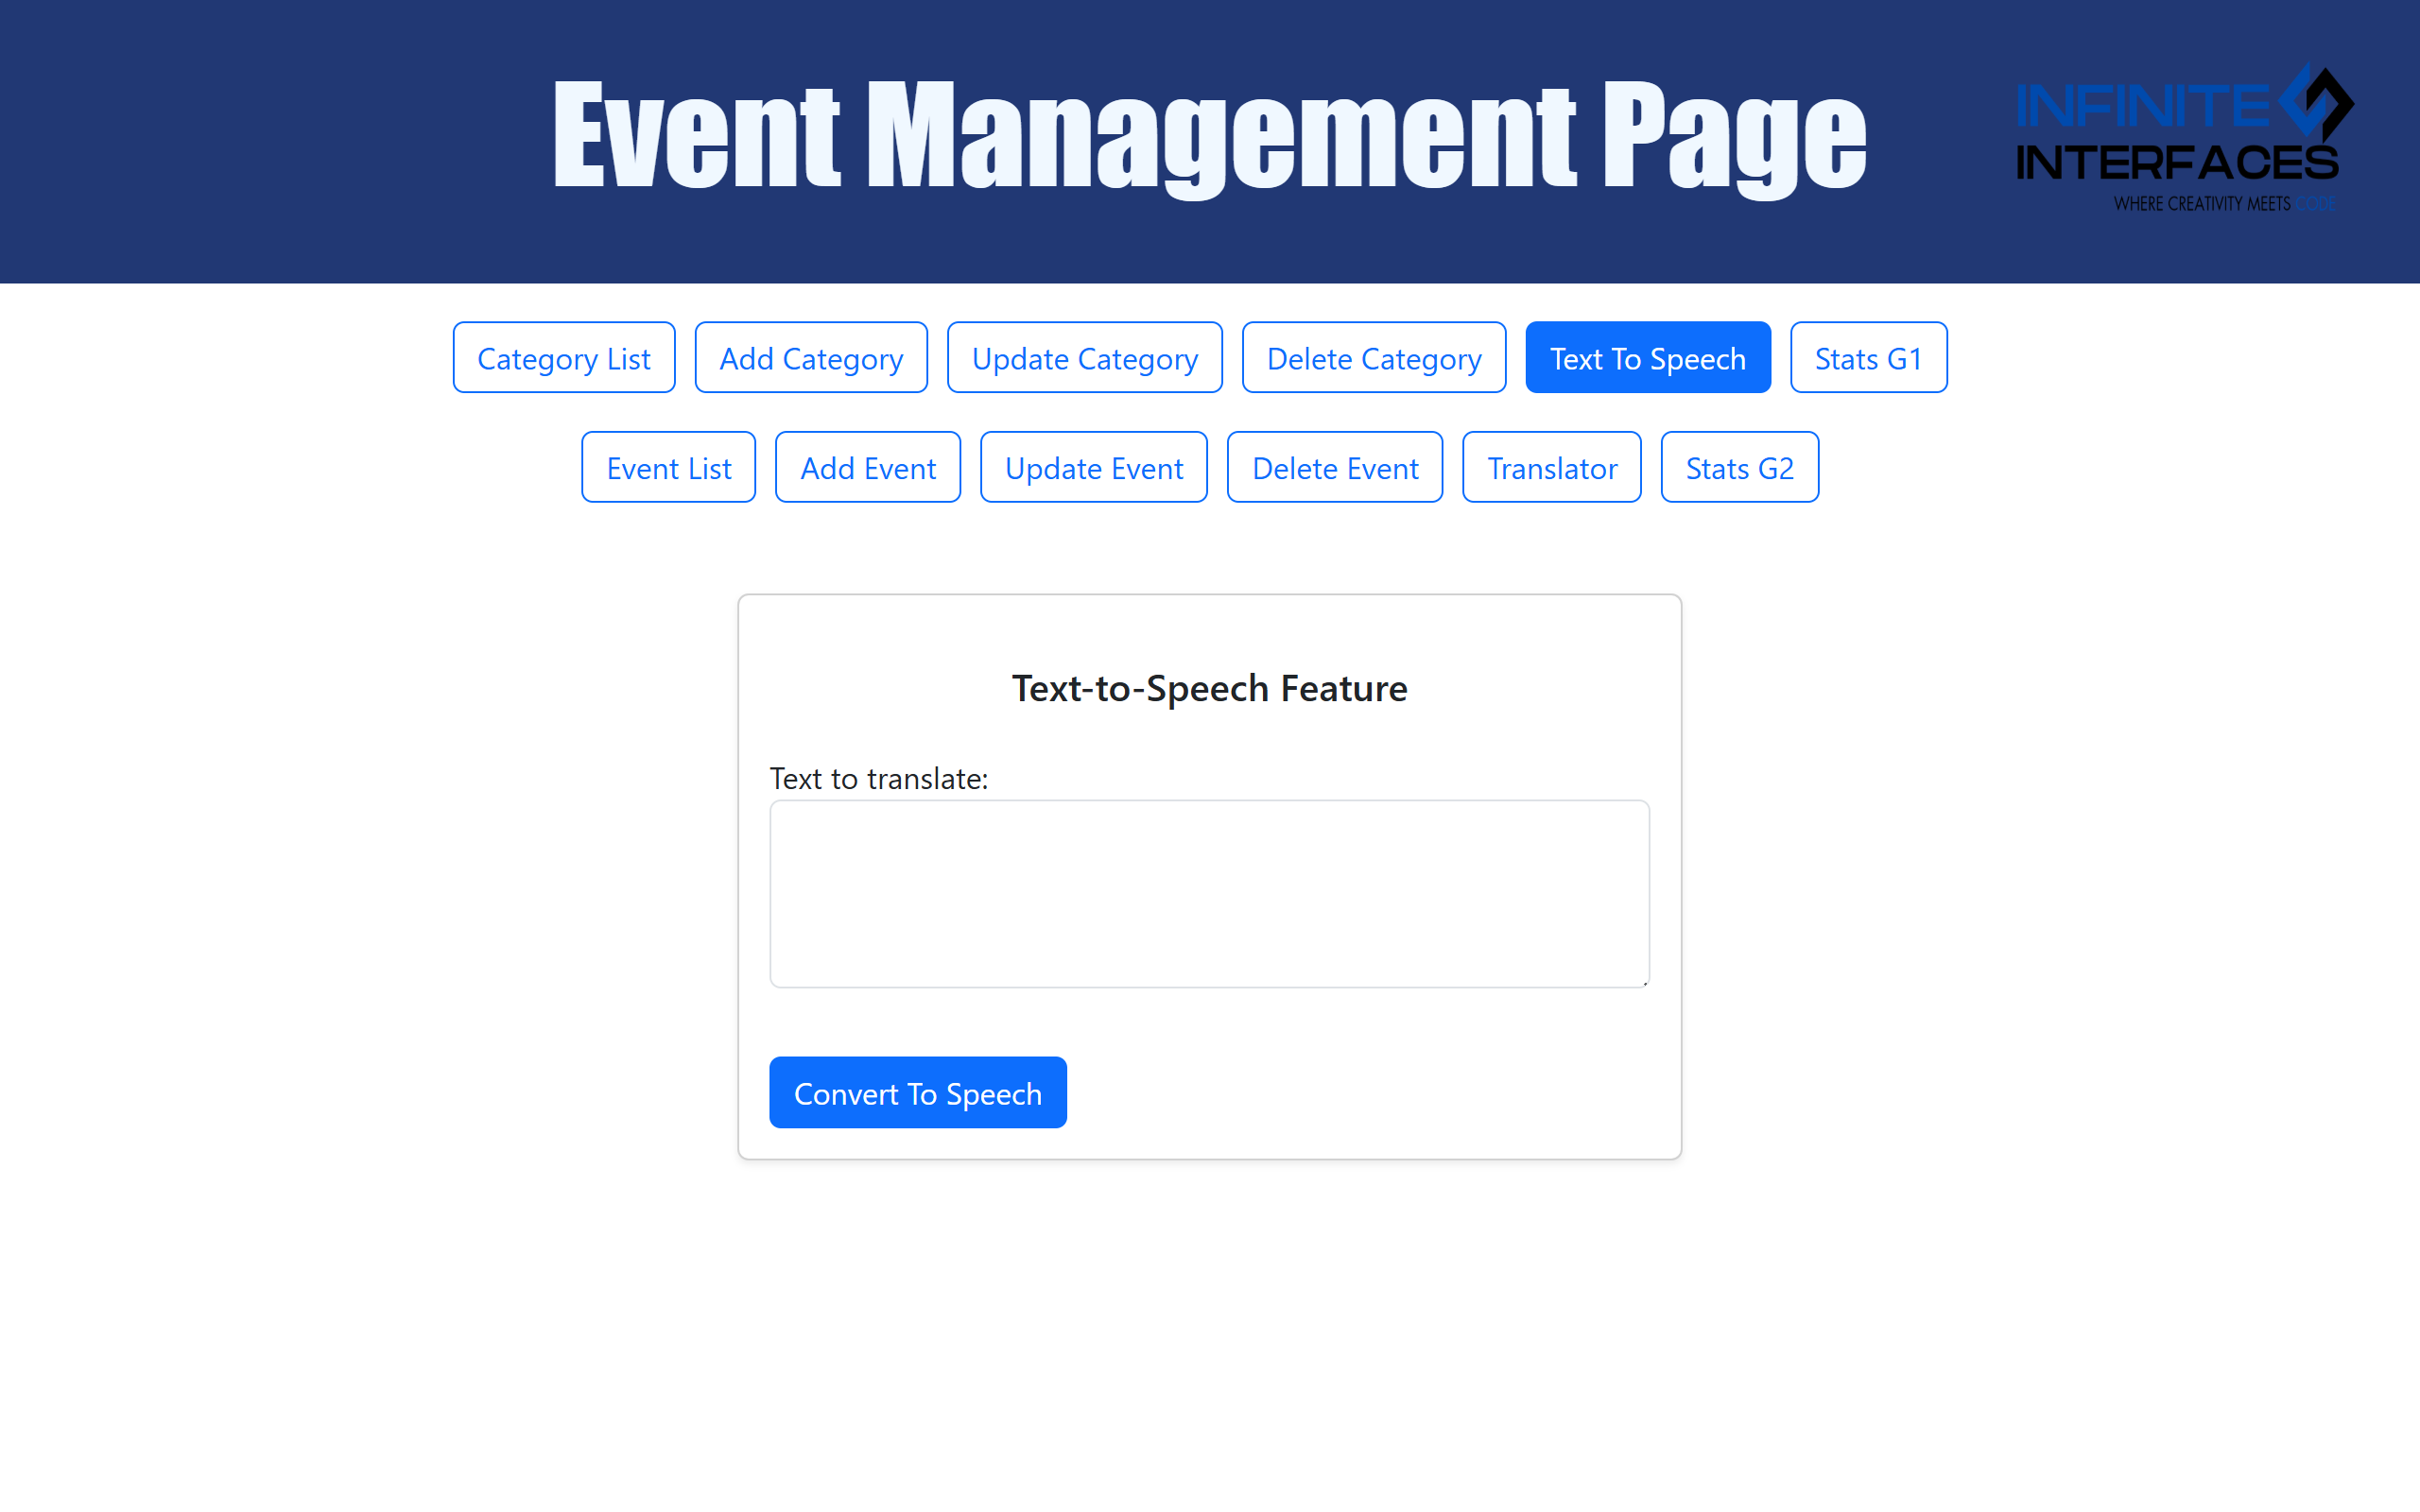 Event Management Page
INFINITE
INTERFACES
WHERE CREATIVITY MEETS CODE
Category List Add Category Update Category Delete Category Text To Speech Stats G1
Event List Add Event Update Event Delete Event Translator Stats G2
Text-to-Speech Feature
Text to translate:
Convert To Speech